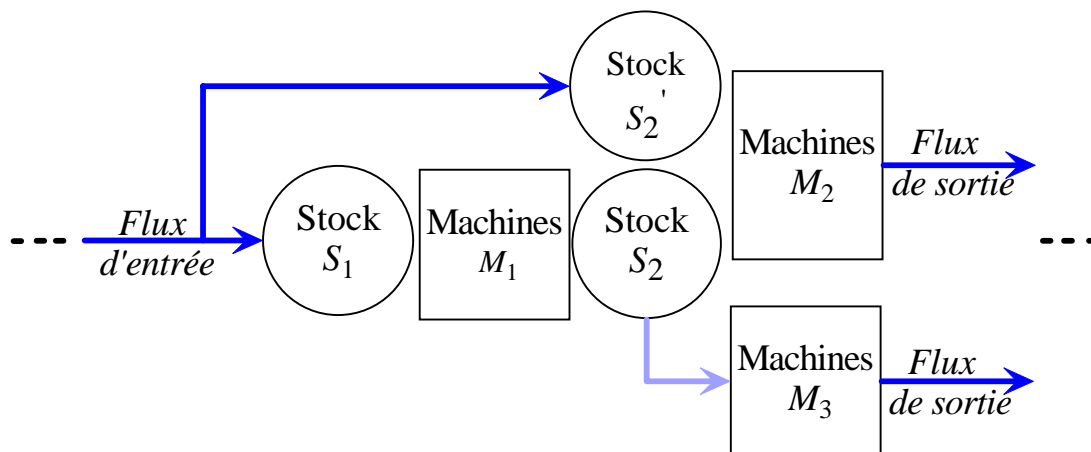 Stock
S2'
Machines
M2
Flux
de sortie
Flux
d'entrée
Stock
S1
Machines
M1
Stock
S2
Machines
M3
Flux
de sortie